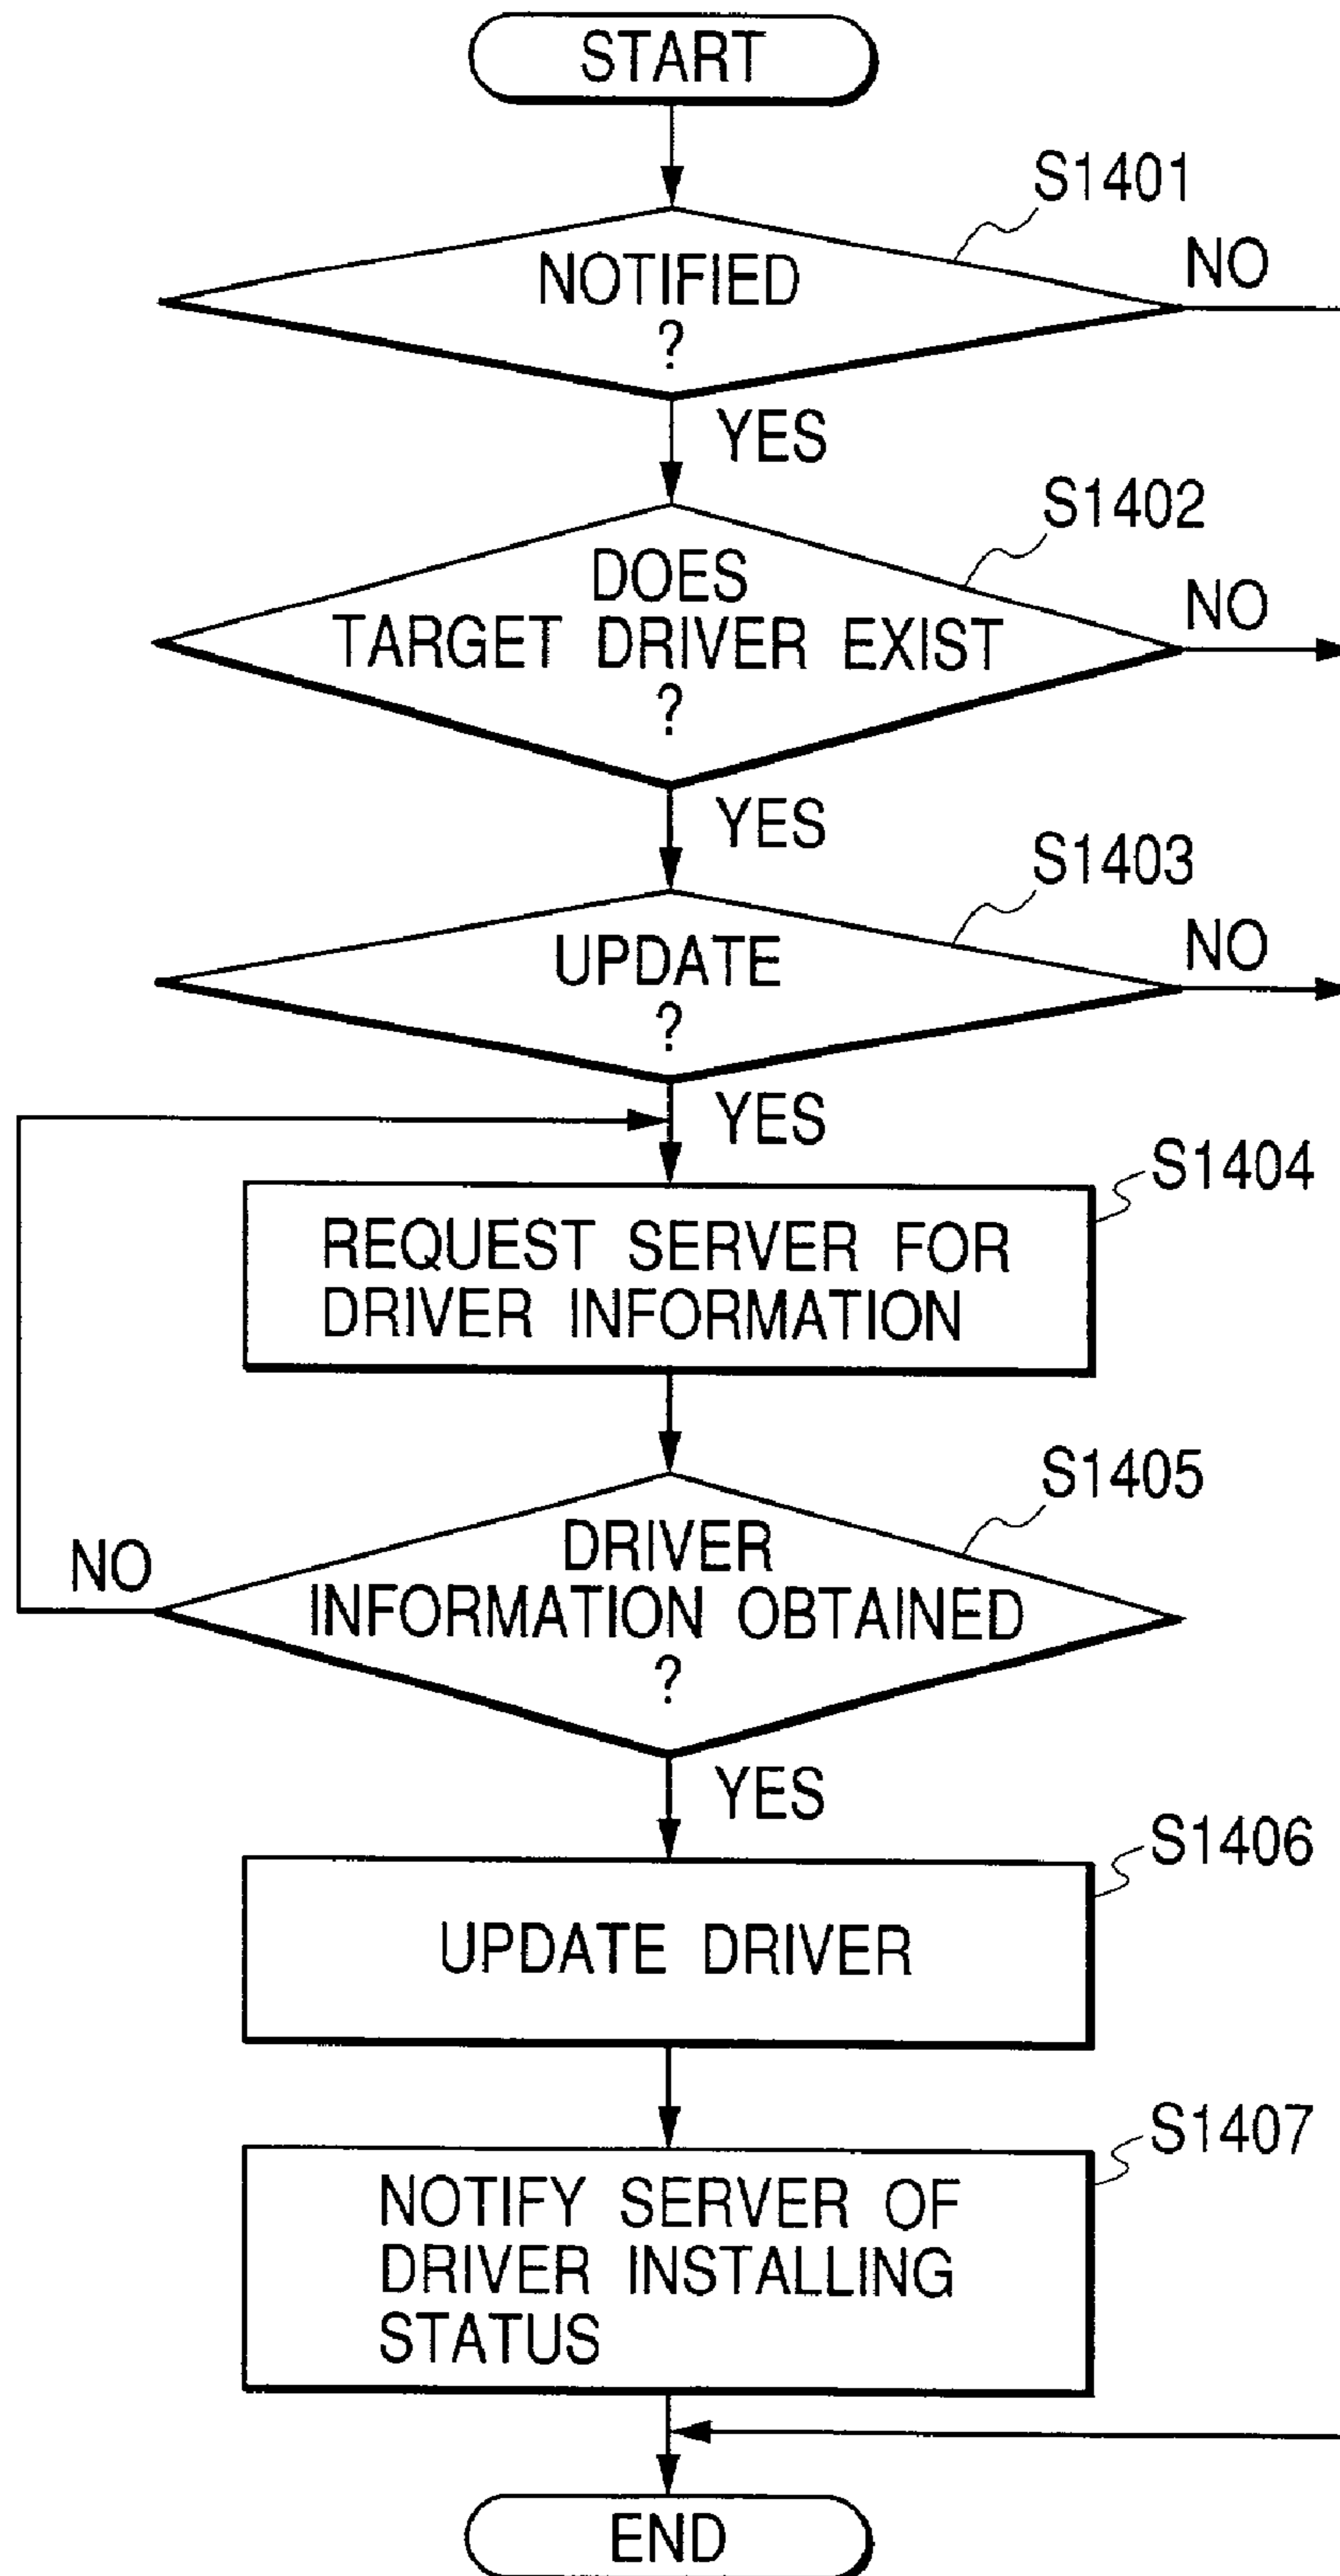 START
S1401
NOTIFIED
?
NO
YES
S1402
DOES
TARGET DRIVER EXIST
?
NO
YES
S1403
UPDATE
?
NO
YES
S1404
REQUEST SERVER FOR
DRIVER INFORMATION
S1405
DRIVER
INFORMATION OBTAINED
?
NO
YES
S1406
UPDATE DRIVER
S1407
NOTIFY SERVER OF
DRIVER INSTALLING
STATUS
END